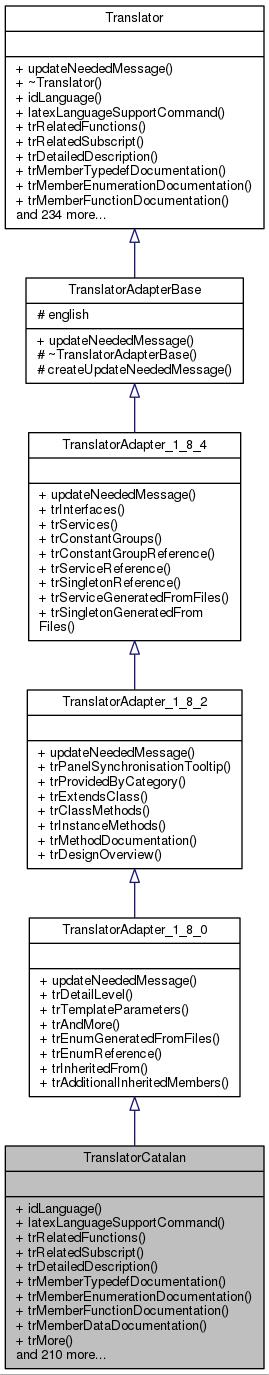 Translator
+ updateNeededMessage()
+ ~Translator()
+ idLanguage()
+ latexLanguageSupportCommand()
+ trRelatedFunctions()
+ trRelatedSubscript()
+ trDetailedDescription()
+ trMemberTypedefDocumentation()
+ trMemberEnumerationDocumentation()
+ trMemberFunctionDocumentation()
and 234 more...
TranslatorAdapterBase
# english
+ updateNeededMessage()
# ~TranslatorAdapterBase()
# createUpdateNeededMessage()
TranslatorAdapter_1_8_4
+ updateNeededMessage()
+ trInterfaces()
+ trServices()
+ trConstantGroups()
+ trConstantGroupReference()
+ trServiceReference()
+ trSingletonReference()
+ trServiceGeneratedFromFiles()
+ trSingletonGeneratedFrom
Files()
TranslatorAdapter_1_8_2
+ updateNeededMessage()
+ trPanelSynchronisationTooltip()
+ trProvidedByCategory()
+ trExtendsClass()
+ trClassMethods()
+ trInstanceMethods()
+ trMethodDocumentation()
+ trDesignOverview()
TranslatorAdapter_1_8_0
+ updateNeededMessage()
+ trDetailLevel()
+ trTemplateParameters()
+ trAndMore()
+ trEnumGeneratedFromFiles()
+ trEnumReference()
+ trInheritedFrom()
+ trAdditionalInheritedMembers()
TranslatorCatalan
+ idLanguage()
+ latexLanguageSupportCommand()
+ trRelatedFunctions()
+ trRelatedSubscript()
+ trDetailedDescription()
+ trMemberTypedefDocumentation()
+ trMemberEnumerationDocumentation()
+ trMemberFunctionDocumentation()
+ trMemberDataDocumentation()
+ trMore()
and 210 more...